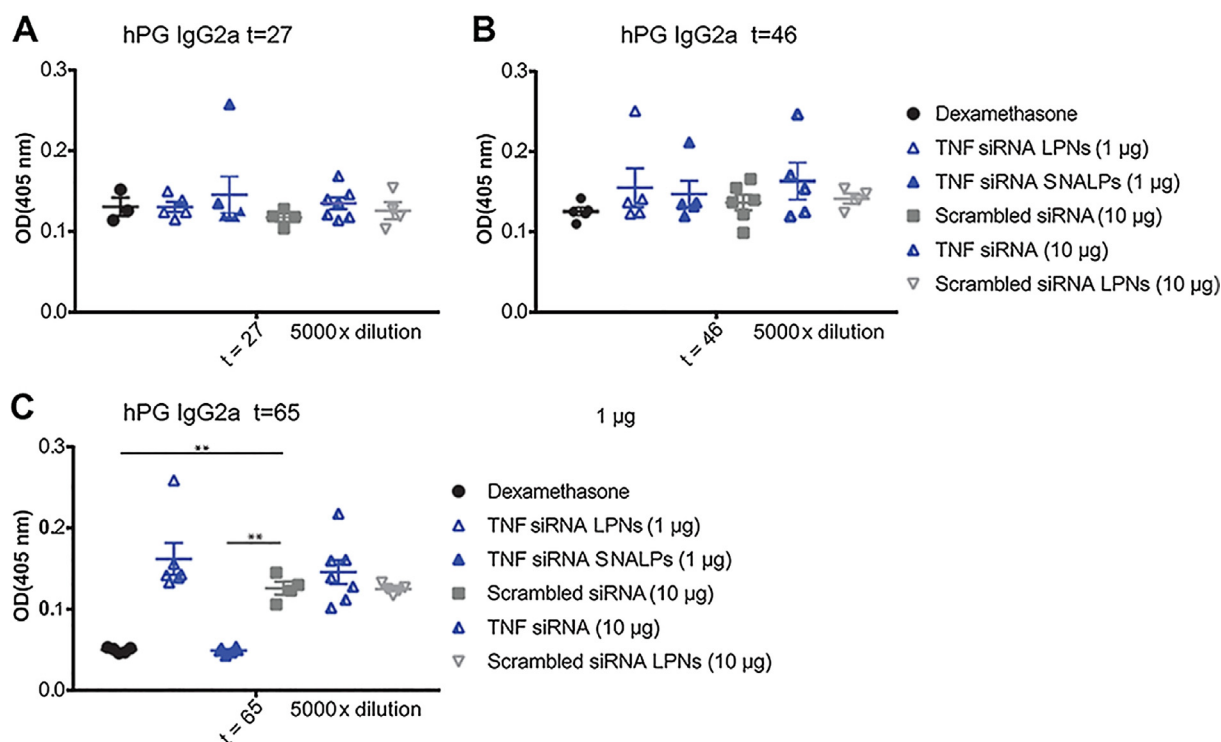 A
hPG IgG2a t=27
OD(405 nm)
0.3
0.2
0.1
0.0
t = 27
5000x dilution
B
hPG IgG2a t=46
OD(405 nm)
0.3
0.2
0.1
0.0
t = 46
5000x dilution
Dexamethasone
TNF siRNA LPNs (1 µg)
TNF siRNA SNALPs (1 µg)
Scrambled siRNA (10 µg)
TNF siRNA (10 µg)
Scrambled siRNA LPNs (10 µg)
C
hPG IgG2a t=65
1 µg
OD(405 nm)
0.3
0.2
0.1
0.0
**
**
t = 65
5000x dilution
Dexamethasone
TNF siRNA LPNs (1 µg)
TNF siRNA SNALPs (1 µg)
Scrambled siRNA (10 µg)
TNF siRNA (10 µg)
Scrambled siRNA LPNs (10 µg)